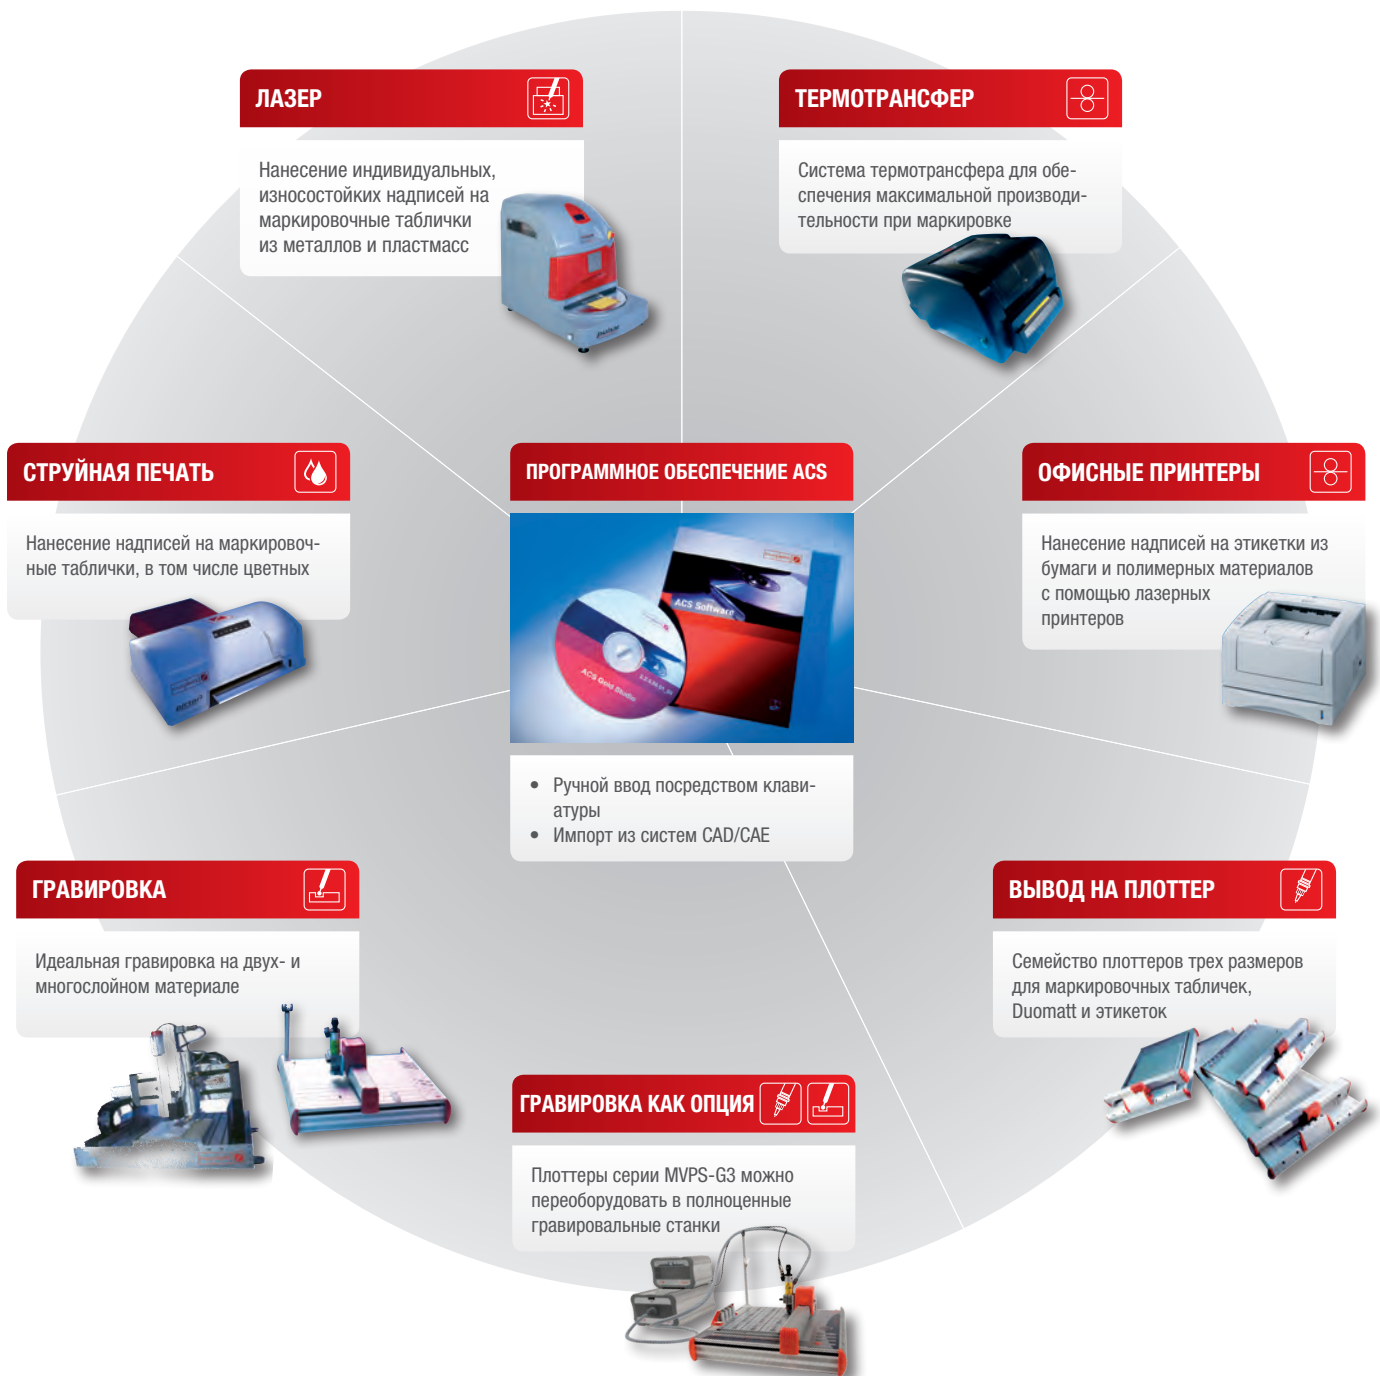 ЛАЗЕР
Нанесение индивидуальных,
износостойких надписей на
маркировочные таблички
из металлов и пластмасс
ТЕРМОТРАНСФЕР
Система термотрансфера для обе-
спечения максимальной производи-
тельности при маркировке
СТРУЙНАЯ ПЕЧАТЬ
Нанесение надписей на маркировоч-
ные таблички, в том числе цветных
ПРОГРАММНОЕ ОБЕСПЕЧЕНИЕ ACS
ACS Software
ACS Gold Studio
• Ручной ввод посредством клави-
атуры
• Импорт из систем CAD/CAE
ОФИСНЫЕ ПРИНТЕРЫ
Нанесение надписей на этикетки из
бумаги и полимерных материалов
с помощью лазерных
принтеров
ГРАВИРОВКА
Идеальная гравировка на двух- и
многослойном материале
ВЫВОД НА ПЛОТТЕР
Семейство плоттеров трех размеров
для маркировочных табличек,
Duomatt и этикеток
ГРАВИРОВКА КАК ОПЦИЯ
Плоттеры серии MVPS-G3 можно
переоборудовать в полноценные
гравировальные станки